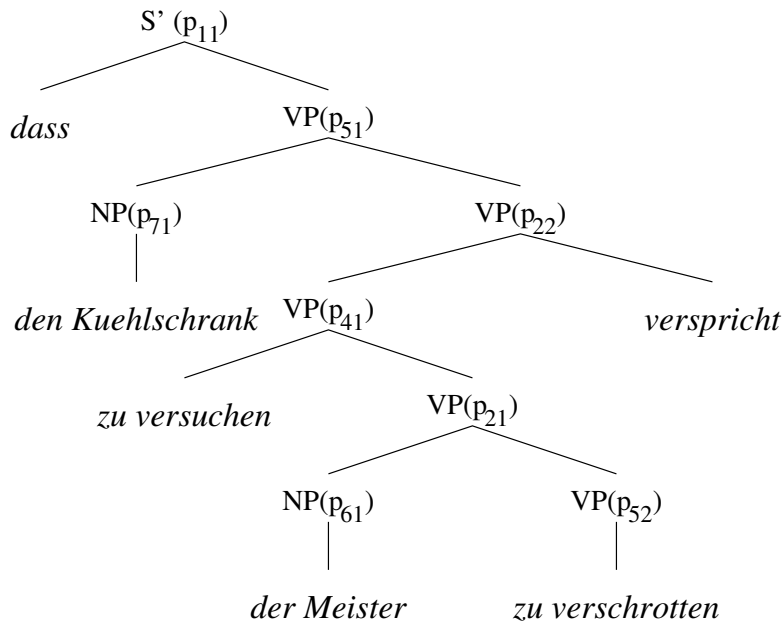 S' (p11)
dass VP(p51)
NP(p71) VP(p22)
den Kuehlschrank VP(p41) verspricht
zu versuchen VP(p21)
NP(p61) VP(p52)
der Meister zu verschrotten